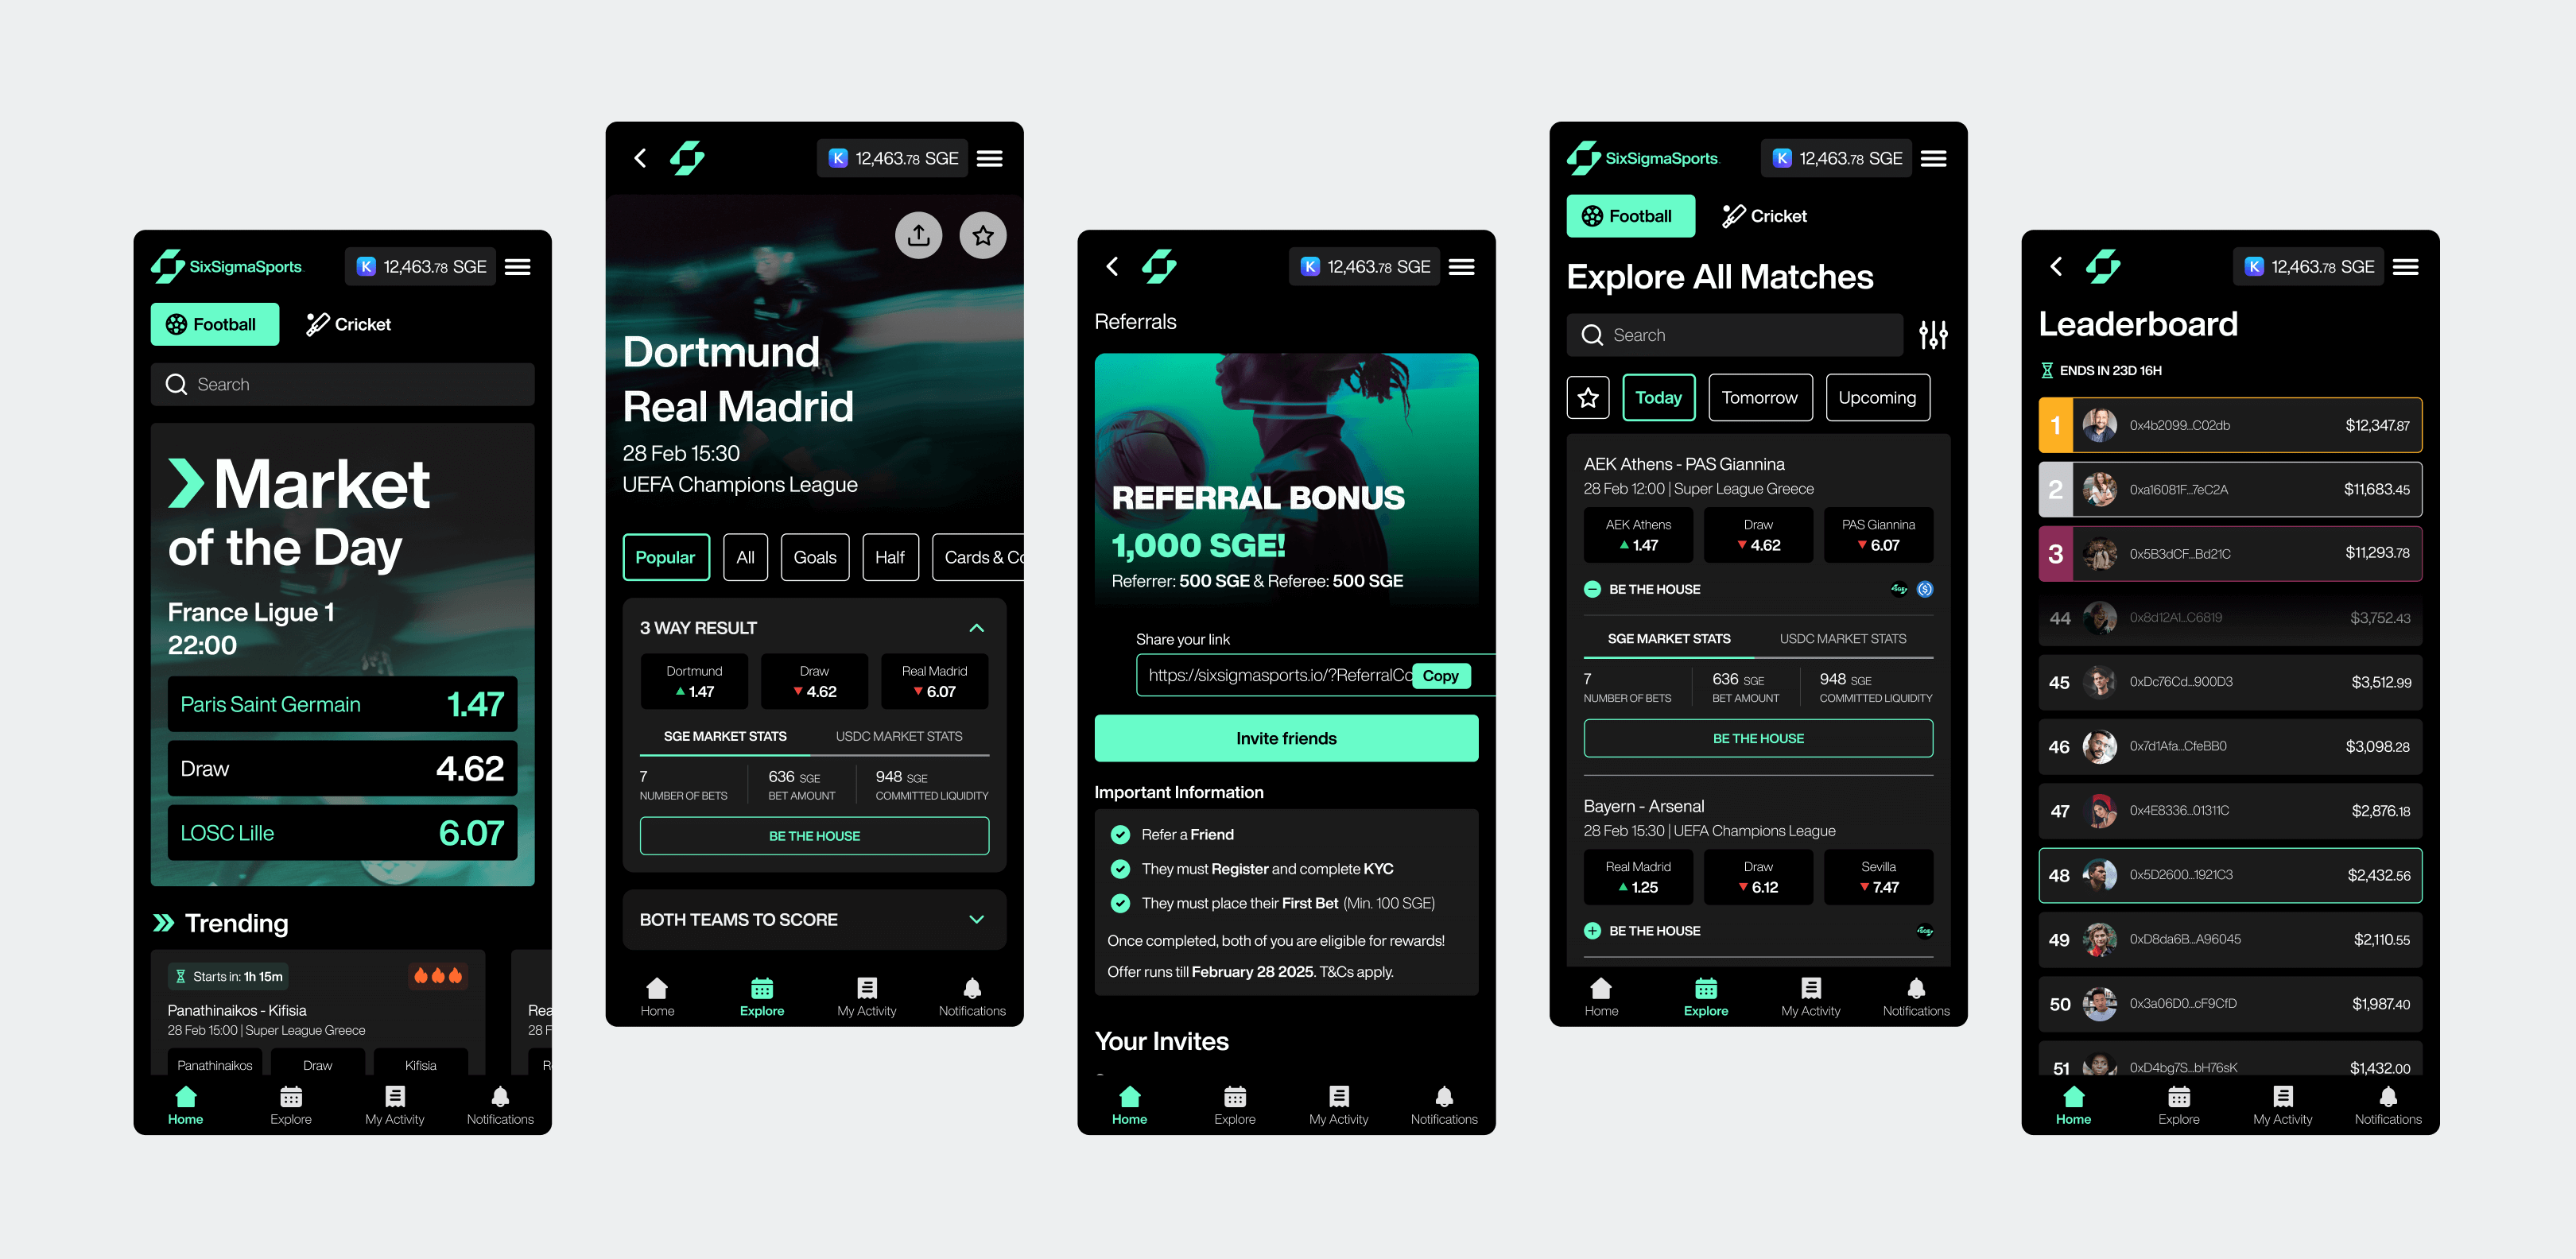 SixSigmaSports
K 12,463.78 SGE
Football
Cricket
Search
Market
of the Day
France Ligue 1
22:00
Paris Saint Germain 1.47
Draw 4.62
LOSC Lille 6.07
Trending
Starts in: 1h 15m
Panathinaikos - Kifisia
28 Feb 15:00 | Super League Greece
Panathinaikos Draw Kifisia
Rea
28 F
R
Home Explore My Activity Notifications
K 12,463.78 SGE
Dortmund
Real Madrid
28 Feb 15:30
UEFA Champions League
Popular All Goals Half Cards & Co
3 WAY RESULT
Dortmund Draw Real Madrid
1.47 4.62 6.07
SGE MARKET STATS USDC MARKET STATS
7 636 SGE 948 SGE
NUMBER OF BETS BET AMOUNT COMMITTED LIQUIDITY
BE THE HOUSE
BOTH TEAMS TO SCORE
Home Explore My Activity Notifications
K 12,463.78 SGE
Referrals
REFERRAL BONUS
1,000 SGE!
Referrer: 500 SGE & Referee: 500 SGE
Share your link
https://sixsigmasports.io/?ReferralCo Copy
Invite friends
Important Information
Refer a Friend
They must Register and complete KYC
They must place their First Bet (Min. 100 SGE)
Once completed, both of you are eligible for rewards!
Offer runs till February 28 2025. T&Cs apply.
Your Invites
Home Explore My Activity Notifications
SixSigmaSports
K 12,463.78 SGE
Football Cricket
Explore All Matches
Search
Today Tomorrow Upcoming
AEK Athens - PAS Giannina
28 Feb 12:00 | Super League Greece
AEK Athens Draw PAS Giannina
1.47 4.62 6.07
BE THE HOUSE
SGE MARKET STATS USDC MARKET STATS
7 636 SGE 948 SGE
NUMBER OF BETS BET AMOUNT COMMITTED LIQUIDITY
BE THE HOUSE
Bayern - Arsenal
28 Feb 15:30 | UEFA Champions League
Real Madrid Draw Sevilla
1.25 6.12 7.47
BE THE HOUSE
Home Explore My Activity Notifications
K 12,463.78 SGE
Leaderboard
ENDS IN 23D 16H
1 0x4b2099...C02db $12,347.87
2 0xa16081F...7eC2A $11,683.45
3 0x5B3dCF...Bd21C $11,293.78
44 0x8d12A1...C6819 $3,752.43
45 0xDc76Cd...900D3 $3,512.99
46 0x7d1Afa...CfeBB0 $3,098.28
47 0x4E8336...01311C $2,876.18
48 0x5D2600...1921C3 $2,432.56
49 0xD8da6B...A96045 $2,110.55
50 0x3a06D0...cF9CfD $1,987.40
51 0xD4bg7S...bH76sK $1,432.00
Home Explore My Activity Notifications